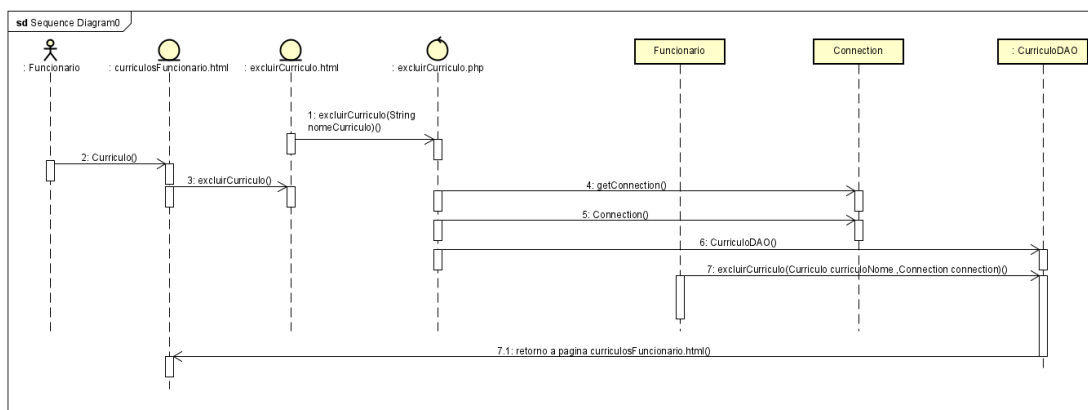 sd Sequence Diagram0
: Funcionario
: curriculosFuncionario.html
: excluirCurriculo.html
: excluirCurriculo.php
Funcionario
Connection
: CurriculoDAO
1: excluirCurriculo(String
nomeCurriculo)()
2: Curriculo()
3: excluirCurriculo()
4: getConnection()
5: Connection()
6: CurriculoDAO()
7: excluirCurriculo(Curriculo curriculoNome ,Connection connection)()
7.1: retorno a pagina curriculosFuncionario.html()